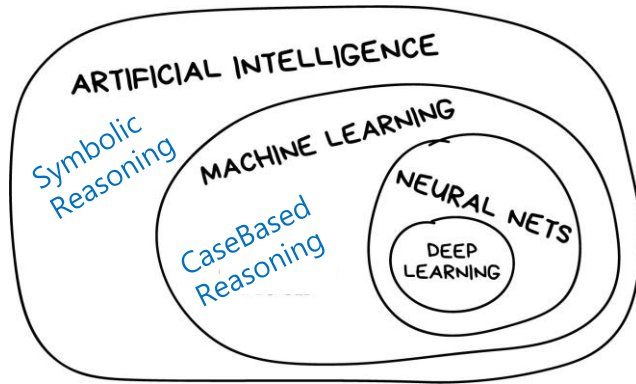 ARTIFICIAL INTELLIGENCE
Symbolic
Reasoning
MACHINE LEARNING
CaseBased
Reasoning
NEURAL NETS
DEEP
LEARNING